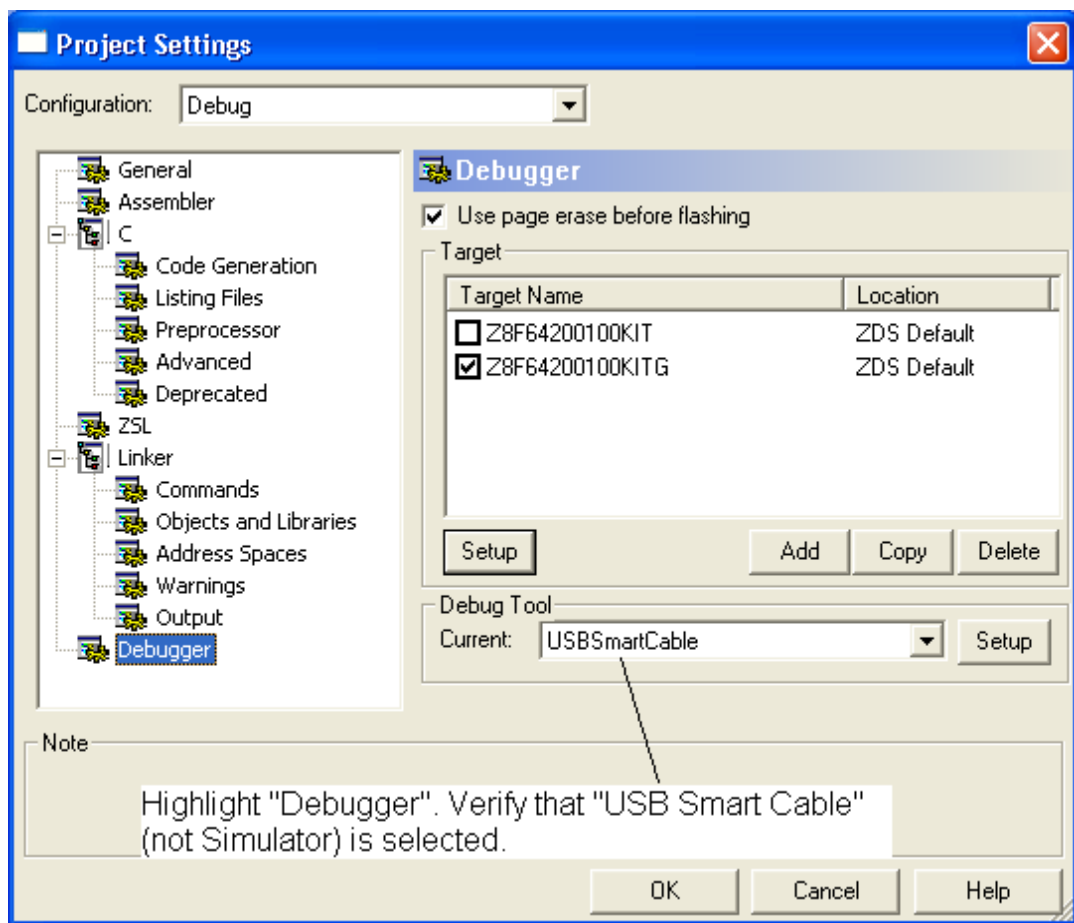 Project Settings
Configuration: Debug
General
Assembler
C
Code Generation
Listing Files
Preprocessor
Advanced
Deprecated
ZSL
Linker
Commands
Objects and Libraries
Address Spaces
Warnings
Output
Debugger
Debugger
Use page erase before flashing
Target
Target Name Location
Z8F64200100KIT ZDS Default
Z8F64200100KITG ZDS Default
Setup Add Copy Delete
Debug Tool
Current: USBSmartCable Setup
Note
Highlight "Debugger". Verify that "USB Smart Cable"
(not Simulator) is selected.
OK Cancel Help